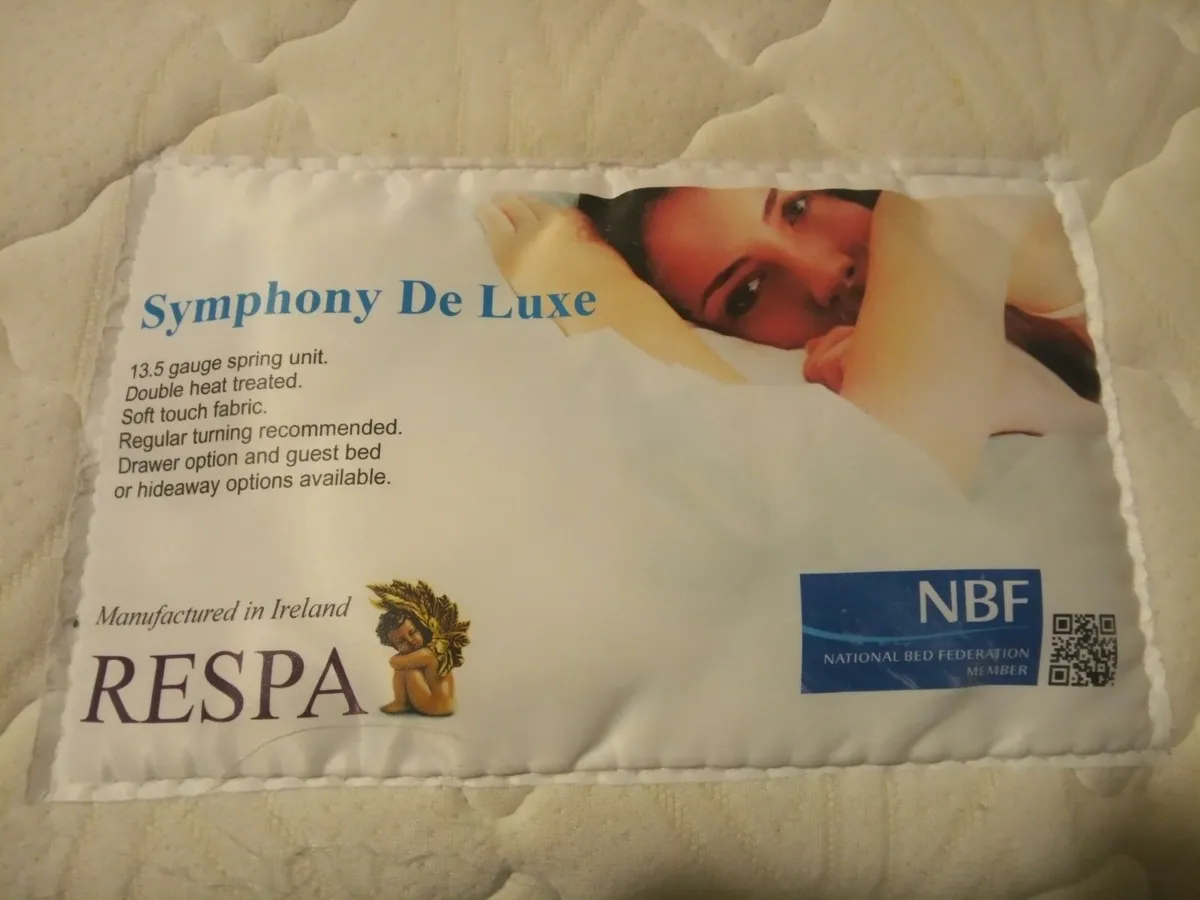 Symphony De Luxe
13.5 gauge spring unit.
Double heat treated.
Soft touch fabric.
Regular turning recommended.
Drawer option and guest bed
or hideaway options available.
Manufactured in Ireland
RESPA
NBF
NATIONAL BED FEDERATION
MEMBER